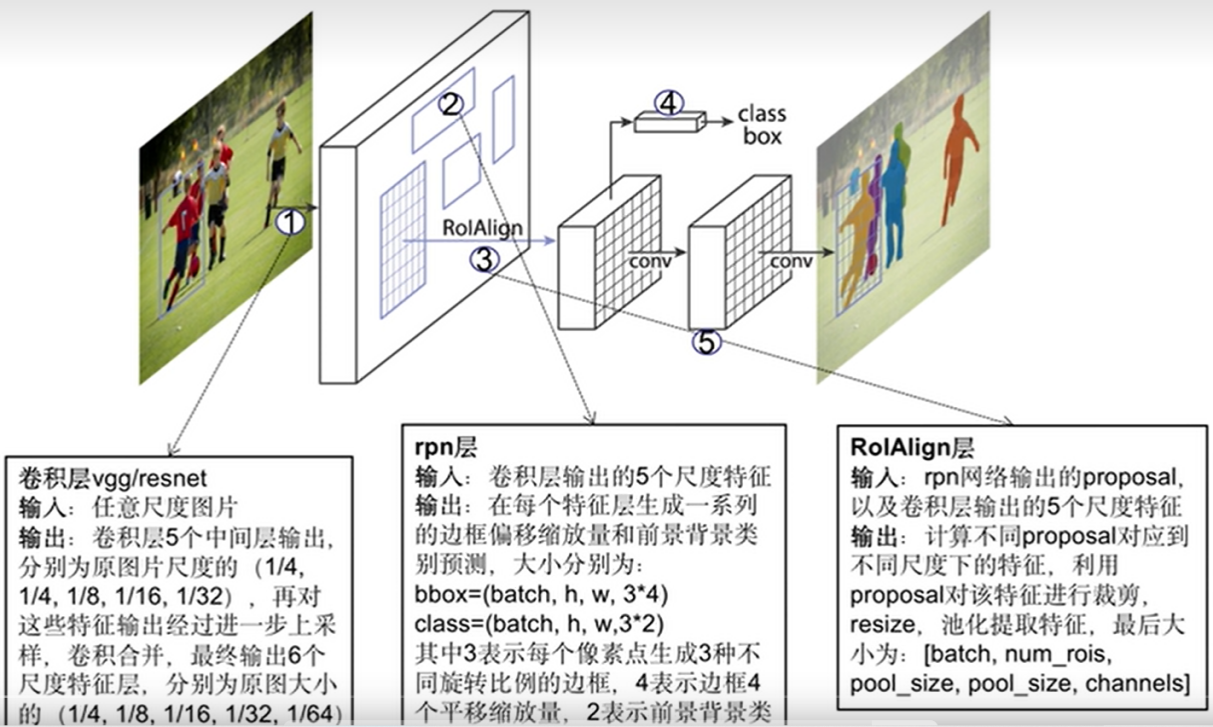 1
2
3
4
5
RoIAlign
class
box
conv
conv
卷积层vgg/resnet
输入：任意尺度图片
输出：卷积层5个中间层输出，
分别为原图片尺度的（1/4,
1/4, 1/8, 1/16, 1/32），再对
这些特征输出经过进一步上采
样，卷积合并，最终输出6个
尺度特征层，分别为原图大小
的（1/4, 1/8, 1/16, 1/32, 1/64)
rpn层
输入：卷积层输出的5个尺度特征
输出：在每个特征层生成一系列
的边框偏移缩放量和前景背景类
别预测，大小分别为：
bbox=(batch, h, w, 3*4)
class=(batch, h, w,3*2)
其中3表示每个像素点生成3种不
同旋转比例的边框，4表示边框4
个平移缩放量，2表示前景背景类
RoIAlign层
输入：rpn网络输出的proposal，
以及卷积层输出的5个尺度特征
输出：计算不同proposal对应到
不同尺度下的特征，利用
proposal对该特征进行裁剪，
resize，池化提取特征，最后大
小为：[batch, num_rois,
pool_size, pool_size, channels]